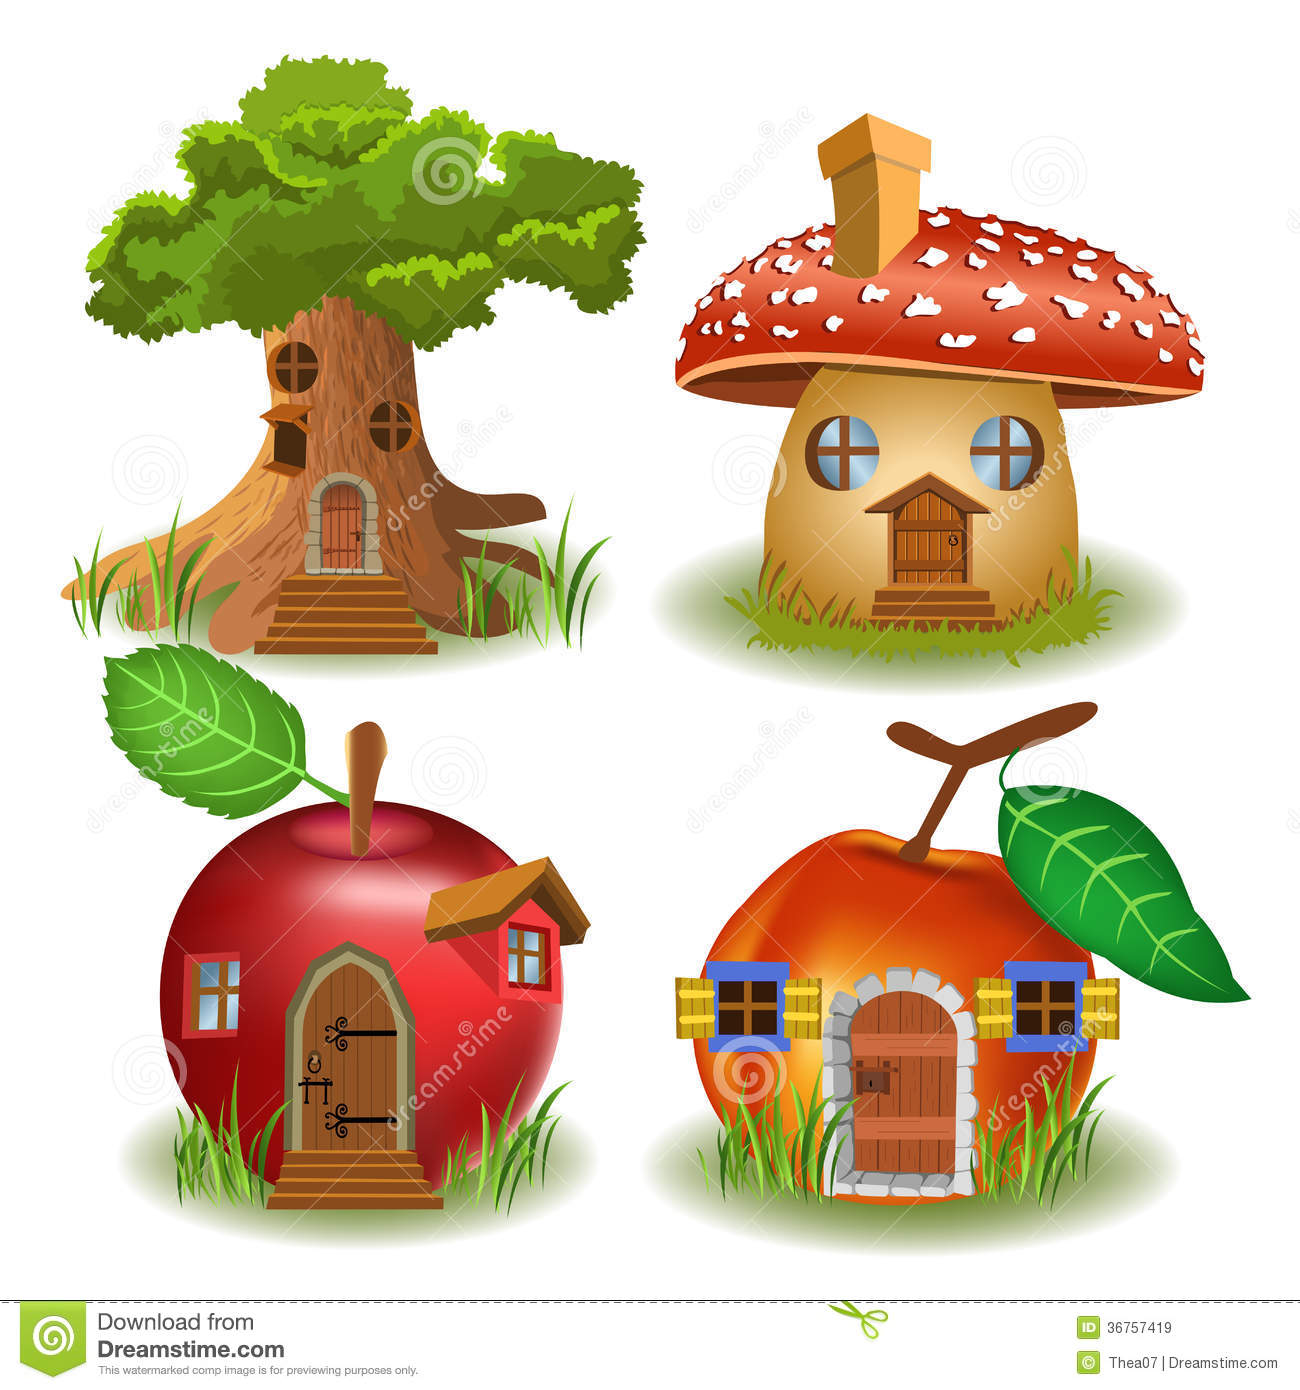 Download from
Dreamstime.com
This watermarked comp image is for previewing purposes only.
ID 36757419
© Thea07 | Dreamstime.com